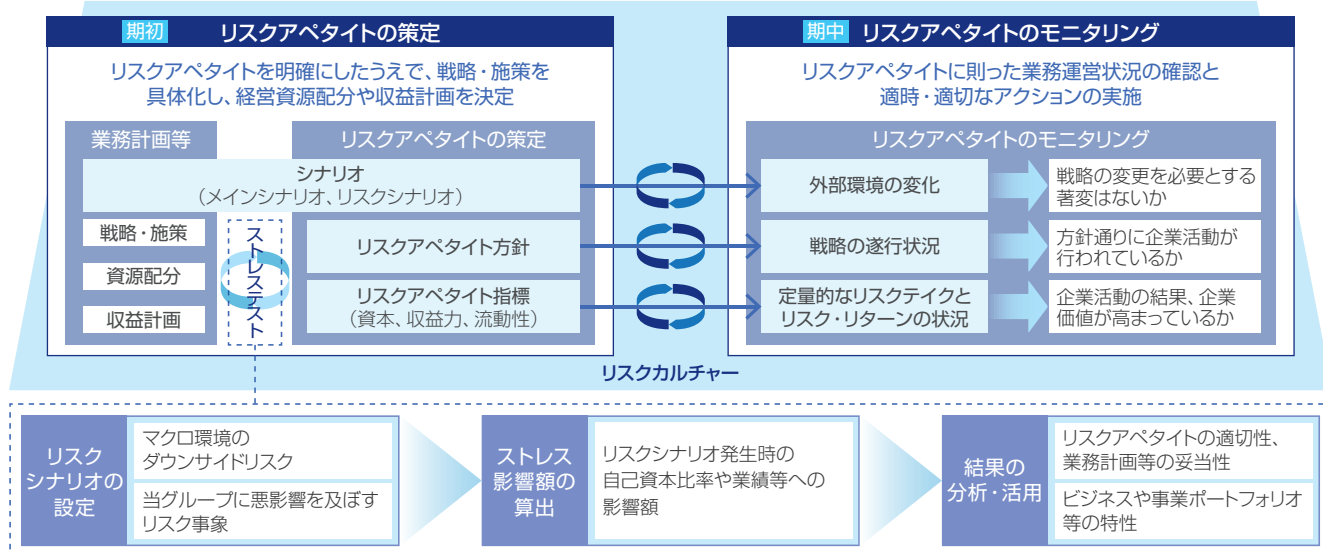 期初 リスクアペタイトの策定
リスクアペタイトを明確にしたうえで、戦略・施策を
具体化し、経営資源配分や収益計画を決定
業務計画等
リスクアペタイトの策定
シナリオ
（メインシナリオ、リスクシナリオ）
戦略・施策
資源配分
収益計画
ストレステスト
リスクアペタイト方針
リスクアペタイト指標
（資本、収益力、流動性）
期中 リスクアペタイトのモニタリング
リスクアペタイトに則った業務運営状況の確認と
適時・適切なアクションの実施
リスクアペタイトのモニタリング
外部環境の変化
戦略の変更を必要とする
著変はないか
戦略の遂行状況
方針通りに企業活動が
行われているか
定量的なリスクテイクと
リスク・リターンの状況
企業活動の結果、企業
価値が高まっているか
リスクカルチャー
リスク
シナリオの
設定
マクロ環境の
ダウンサイドリスク
当グループに悪影響を及ぼす
リスク事象
ストレス
影響額の
算出
リスクシナリオ発生時の
自己資本比率や業績等への
影響額
結果の
分析・活用
リスクアペタイトの適切性、
業務計画等の妥当性
ビジネスや事業ポートフォリオ
等の特性